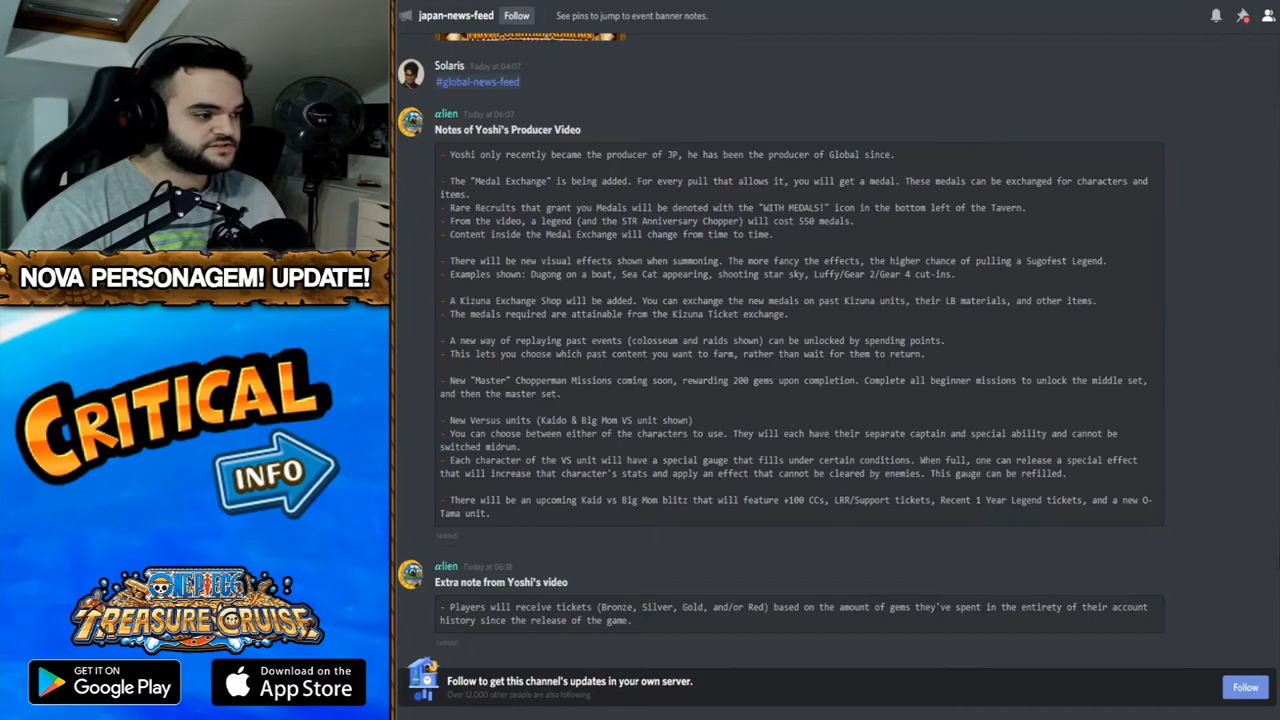 japan-news-feed Follow See pins to jump to event banner notes.
Solaris Today at 04:07
#global-news-feed
αlien Today at 06:07
Notes of Yoshi's Producer Video
- Yoshi only recently became the producer of JP, he has been the producer of Global since.
- The "Medal Exchange" is being added. For every pull that allows it, you will get a medal. These medals can be exchanged for characters and
items.
- Rare Recruits that grant you Medals will be denoted with the "WITH MEDALS!" icon in the bottom left of the Tavern.
- From the video, a legend (and the STR Anniversary Chopper) will cost 550 medals.
- Content inside the Medal Exchange will change from time to time.
- There will be new visual effects shown when summoning. The more fancy the effects, the higher chance of pulling a Sugofest Legend.
- Examples shown: Dugong on a boat, Sea Cat appearing, shooting star sky, Luffy/Gear 2/Gear 4 cut-ins.
- A Kizuna Exchange Shop will be added. You can exchange the new medals on past Kizuna units, their LB materials, and other items.
- The medals required are attainable from the Kizuna Ticket exchange.
- A new way of replaying past events (colosseum and raids shown) can be unlocked by spending points.
- This lets you choose which past content you want to farm, rather than wait for them to return.
- New "Master" Chopperman Missions coming soon, rewarding 200 gems upon completion. Complete all beginner missions to unlock the middle set,
and then the master set.
- New Versus units (Kaido & Big Mom VS unit shown)
- You can choose between either of the characters to use. They will each have their separate captain and special ability and cannot be
switched midrun.
- Each character of the VS unit will have a special gauge that fills under certain conditions. When full, one can release a special effect
that will increase that character's stats and apply an effect that cannot be cleared by enemies. This gauge can be refilled.
- There will be an upcoming Kaid vs Big Mom blitz that will feature +100 CCs, LRR/Support tickets, Recent 1 Year Legend tickets, and a new O-
Tama unit.
(edited)
αlien Today at 06:18
Extra note from Yoshi's video
- Players will receive tickets (Bronze, Silver, Gold, and/or Red) based on the amount of gems they've spent in the entirety of their account
history since the release of the game.
(edited)
Follow to get this channel's updates in your own server.
Over 12,000 other people are also following.
Follow
NOVA PERSONAGEM! UPDATE!
CRITICAL
INFO
ONE PIECE
TREASURE CRUISE
GET IT ON
Google Play
Download on the
App Store